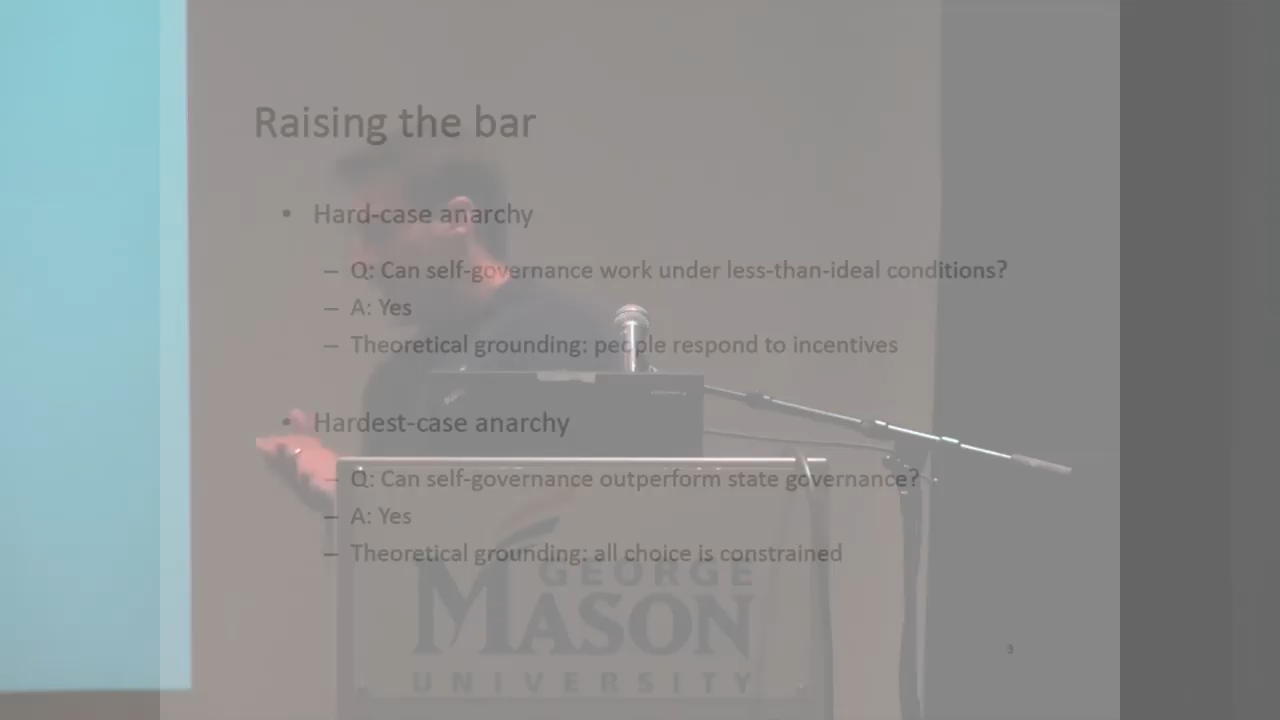 Raising the bar
• Hard-case anarchy
– Q: Can self-governance work under less-than-ideal conditions?
– A: Yes
– Theoretical grounding: people respond to incentives
• Hardest-case anarchy
– Q: Can self-governance outperform state governance?
– A: Yes
– Theoretical grounding: all choice is constrained
GEORGE
MASON
UNIVERSITY